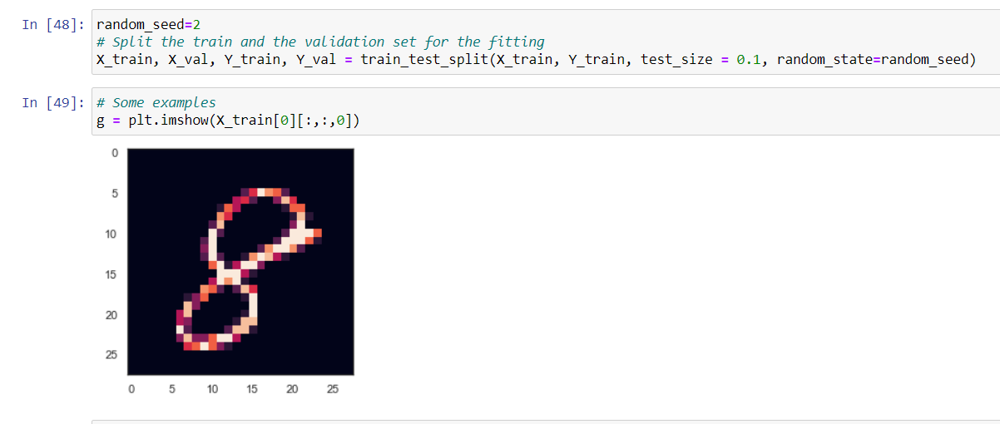 In [48]: random_seed=2
# Split the train and the validation set for the fitting
X_train, X_val, Y_train, Y_val = train_test_split(X_train, Y_train, test_size = 0.1, random_state=random_seed)
In [49]: # Some examples
g = plt.imshow(X_train[0][:,:,0])
0
5
10
15
20
25
0 5 10 15 20 25